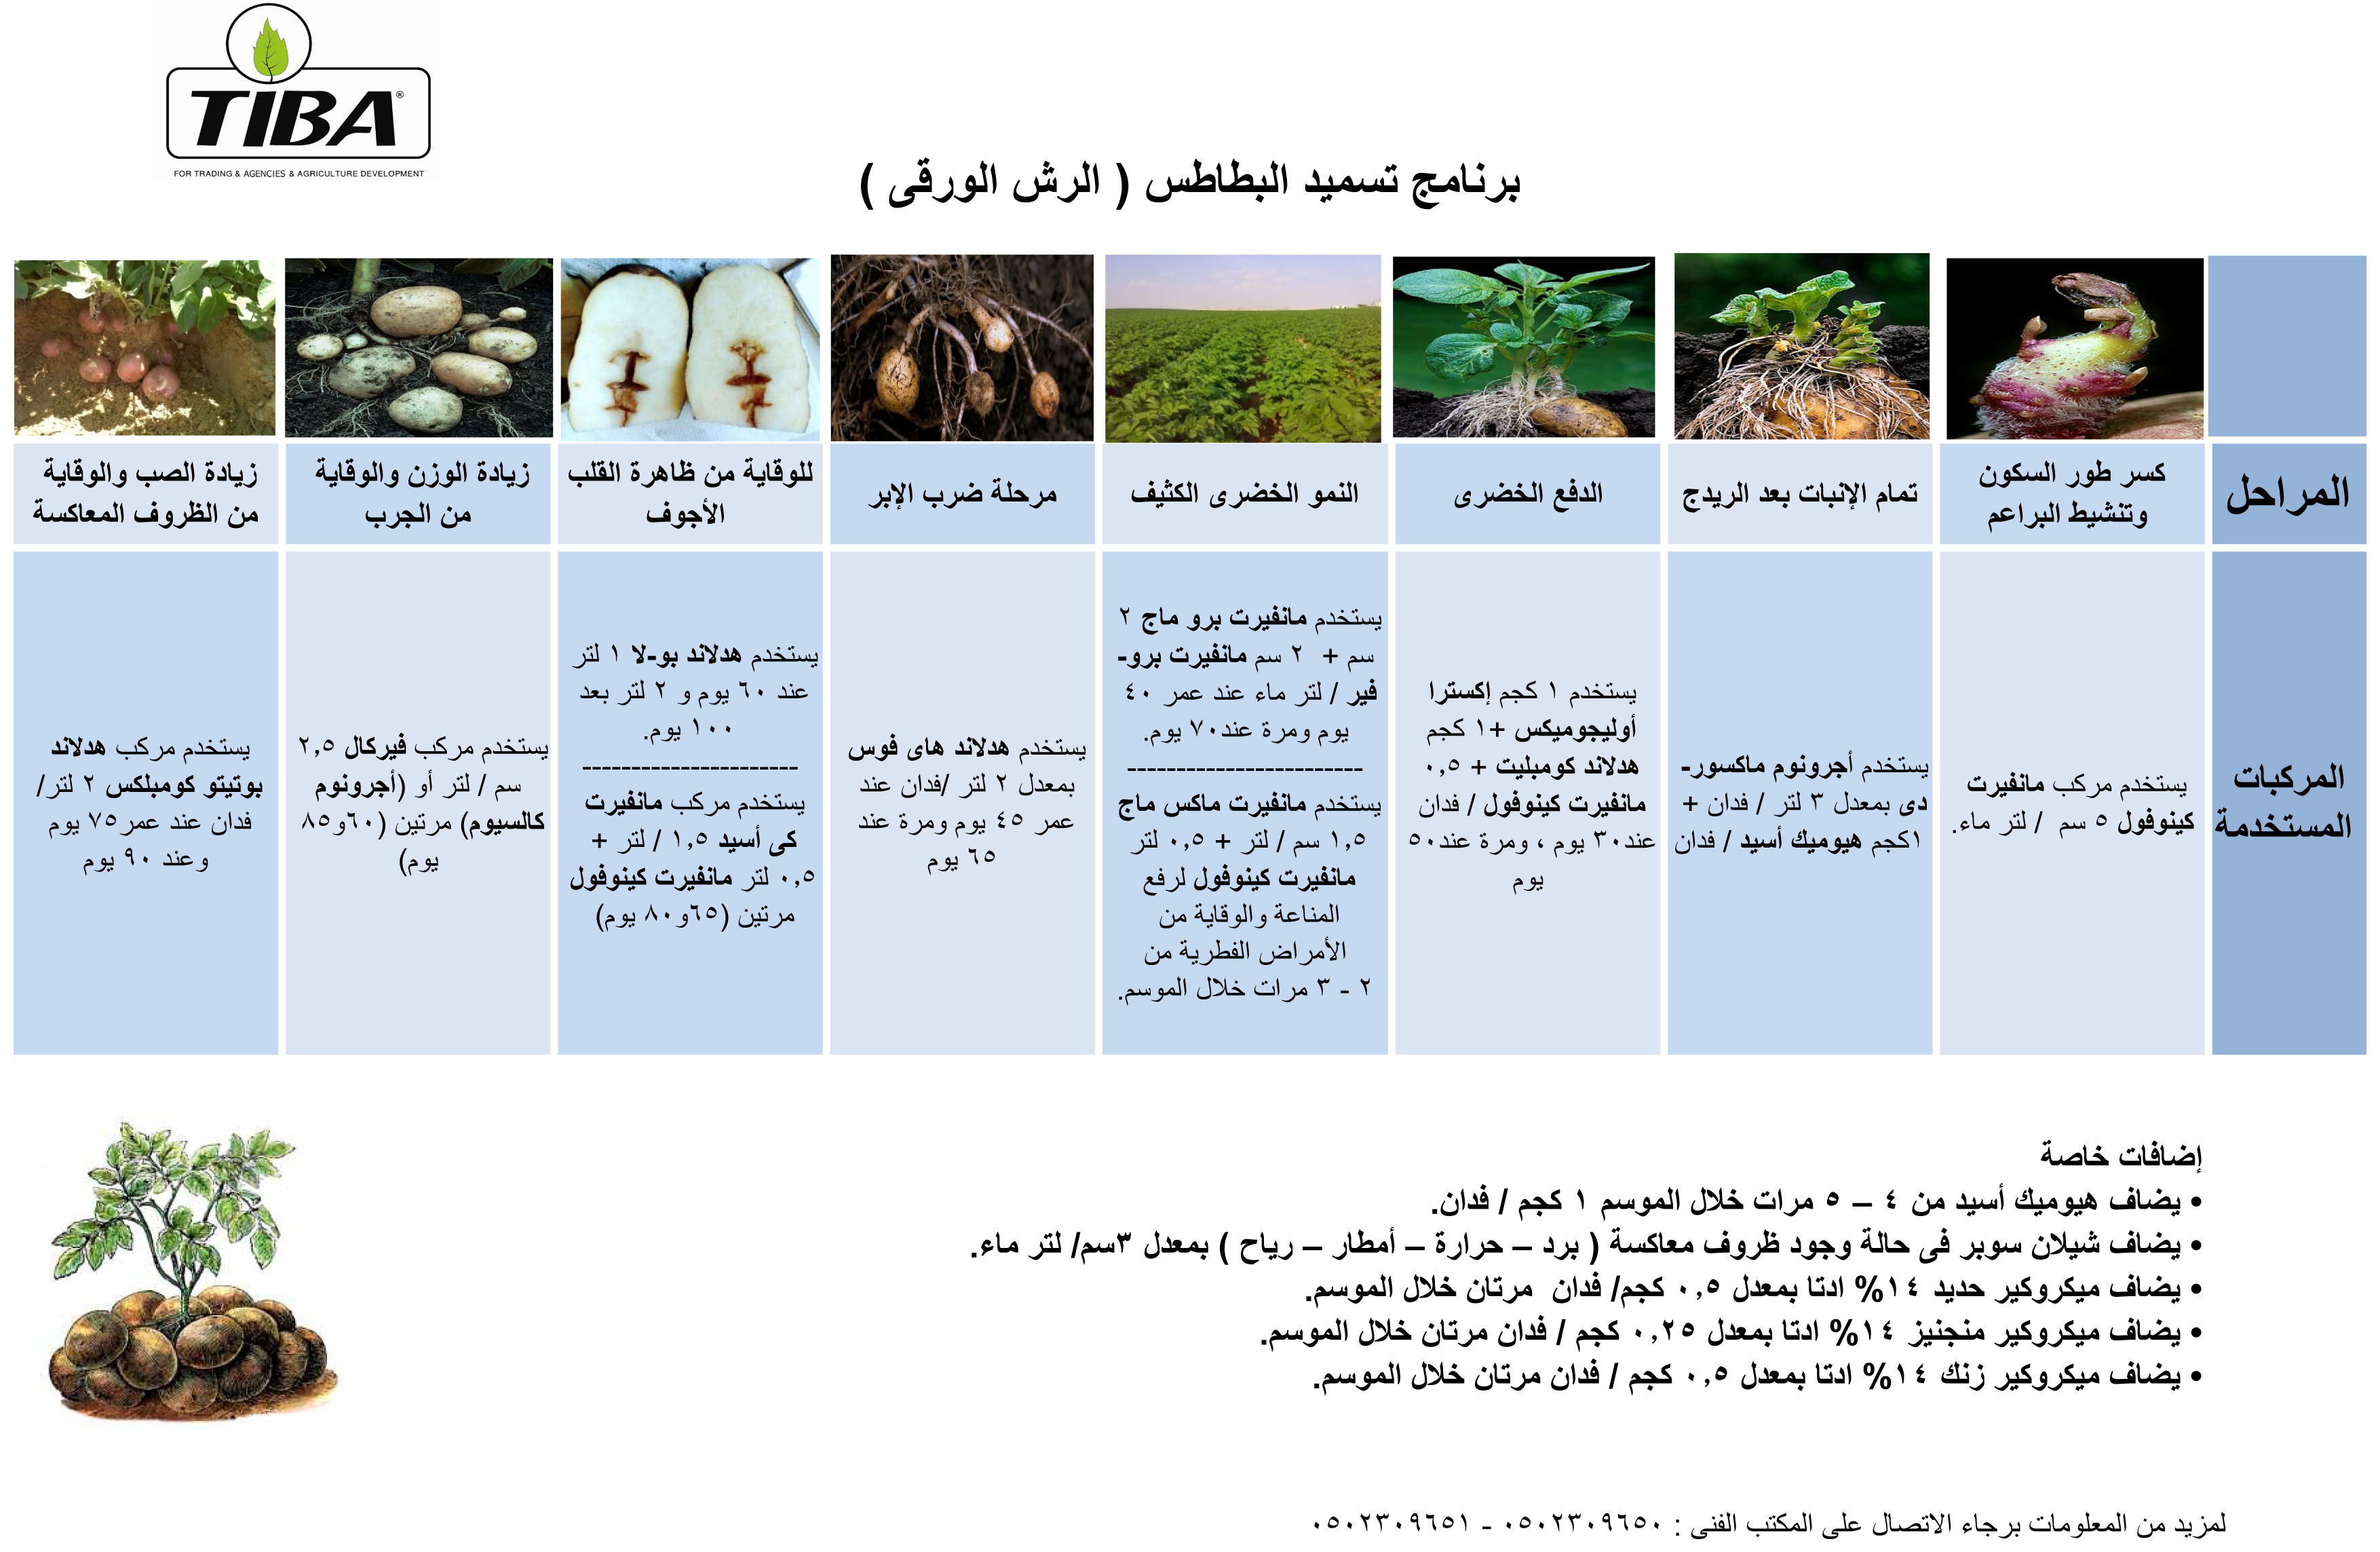 TIBA®
FOR TRADING & AGENCIES & AGRICULTURE DEVELOPMENT
برنامج تسميد البطاطس ( الرش الورقى )
المراحل
كسر طور السكون
وتنشيط البراعم
تمام الإنبات بعد الريدج
الدفع الخضرى
النمو الخضرى الكثيف
مرحلة ضرب الإبر
للوقاية من ظاهرة القلب
الأجوف
زيادة الوزن والوقاية
من الجرب
زيادة الصب والوقاية
من الظروف المعاكسة
المركبات
المستخدمة
يستخدم مركب مانفيرت
كينوفول ٥ سم / لتر ماء.
يستخدم أجرونوم ماكسور-
دى بمعدل ٣ لتر / فدان +
١كجم هيوميك أسيد / فدان
يستخدم ١ كجم إكسترا
أوليجوميكس +١ كجم
هدلاند كومبليت + ٠,٥
مانفيرت كينوفول / فدان
عند٣٠ يوم ، ومرة عند٥٠
يوم
يستخدم مانفيرت برو ماج ٢
سم + ٢ سم مانفيرت برو-
فير / لتر ماء عند عمر ٤٠
يوم ومرة عند٧٠ يوم.
------------------------
يستخدم مانفيرت ماكس ماج
١,٥ سم / لتر + ٠,٥ لتر
مانفيرت كينوفول لرفع
المناعة والوقاية من
الأمراض الفطرية من
٢ - ٣ مرات خلال الموسم.
يستخدم هدلاند هاى فوس
بمعدل ٢ لتر /فدان عند
عمر ٤٥ يوم ومرة عند
٦٥ يوم
يستخدم هدلاند بو-لا ١ لتر
عند ٦٠ يوم و ٢ لتر بعد
١٠٠ يوم.
----------------------
يستخدم مركب مانفيرت
كى أسيد ١,٥ / لتر +
٠,٥ لتر مانفيرت كينوفول
مرتين (٦٥و٨٠ يوم)
يستخدم مركب فيركال ٢,٥
سم / لتر أو (أجرونوم
كالسيوم) مرتين (٦٠و٨٥
يوم)
يستخدم مركب هدلاند
بوتيتو كومبلكس ٢ لتر/
فدان عند عمر٧٥ يوم
وعند ٩٠ يوم
إضافات خاصة
• يضاف هيوميك أسيد من ٤ – ٥ مرات خلال الموسم ١ كجم / فدان.
• يضاف شيلان سوبر فى حالة وجود ظروف معاكسة ( برد – حرارة – أمطار – رياح ) بمعدل ٣سم/ لتر ماء.
• يضاف ميكروكير حديد ١٤% ادتا بمعدل ٠,٥ كجم/ فدان مرتان خلال الموسم.
• يضاف ميكروكير منجنيز ١٤% ادتا بمعدل ٠,٢٥ كجم / فدان مرتان خلال الموسم.
• يضاف ميكروكير زنك ١٤% ادتا بمعدل ٠,٥ كجم / فدان مرتان خلال الموسم.
لمزيد من المعلومات برجاء الاتصال على المكتب الفنى : ٠٥٠٢٣٠٩٦٥٠ - ٠٥٠٢٣٠٩٦٥١